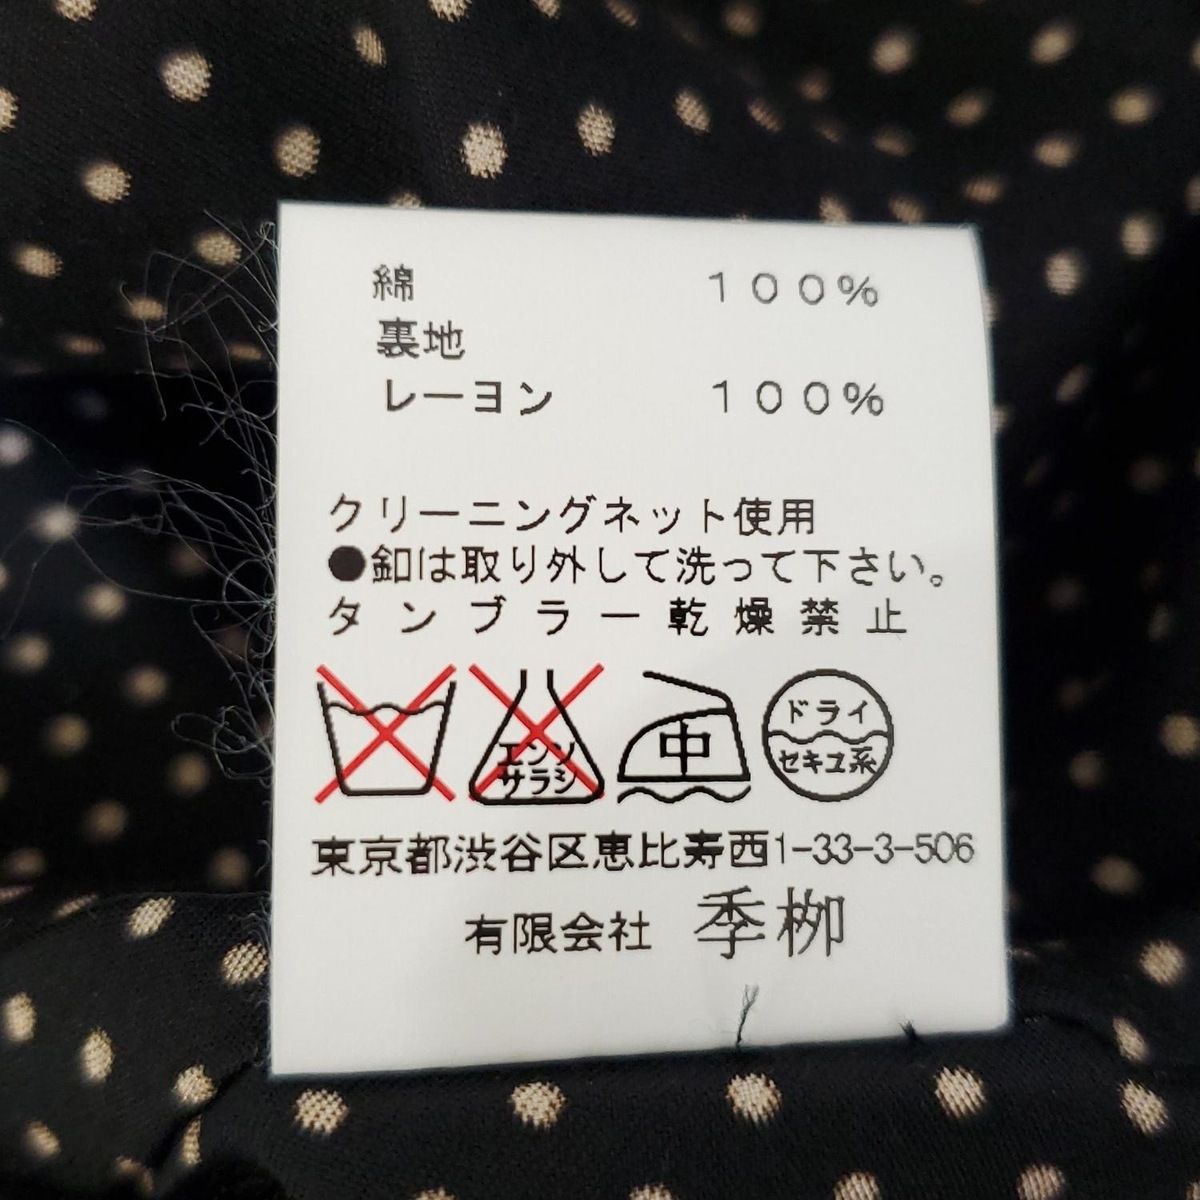 綿 100%
裏地
レーヨン 100%
クリーニングネット使用
●釦は取り外して洗って下さい。
タンブラー乾燥禁止
エンソ
サラシ
中
ドライ
セキユ系
東京都渋谷区恵比寿西1-33-3-506
有限会社 季栁